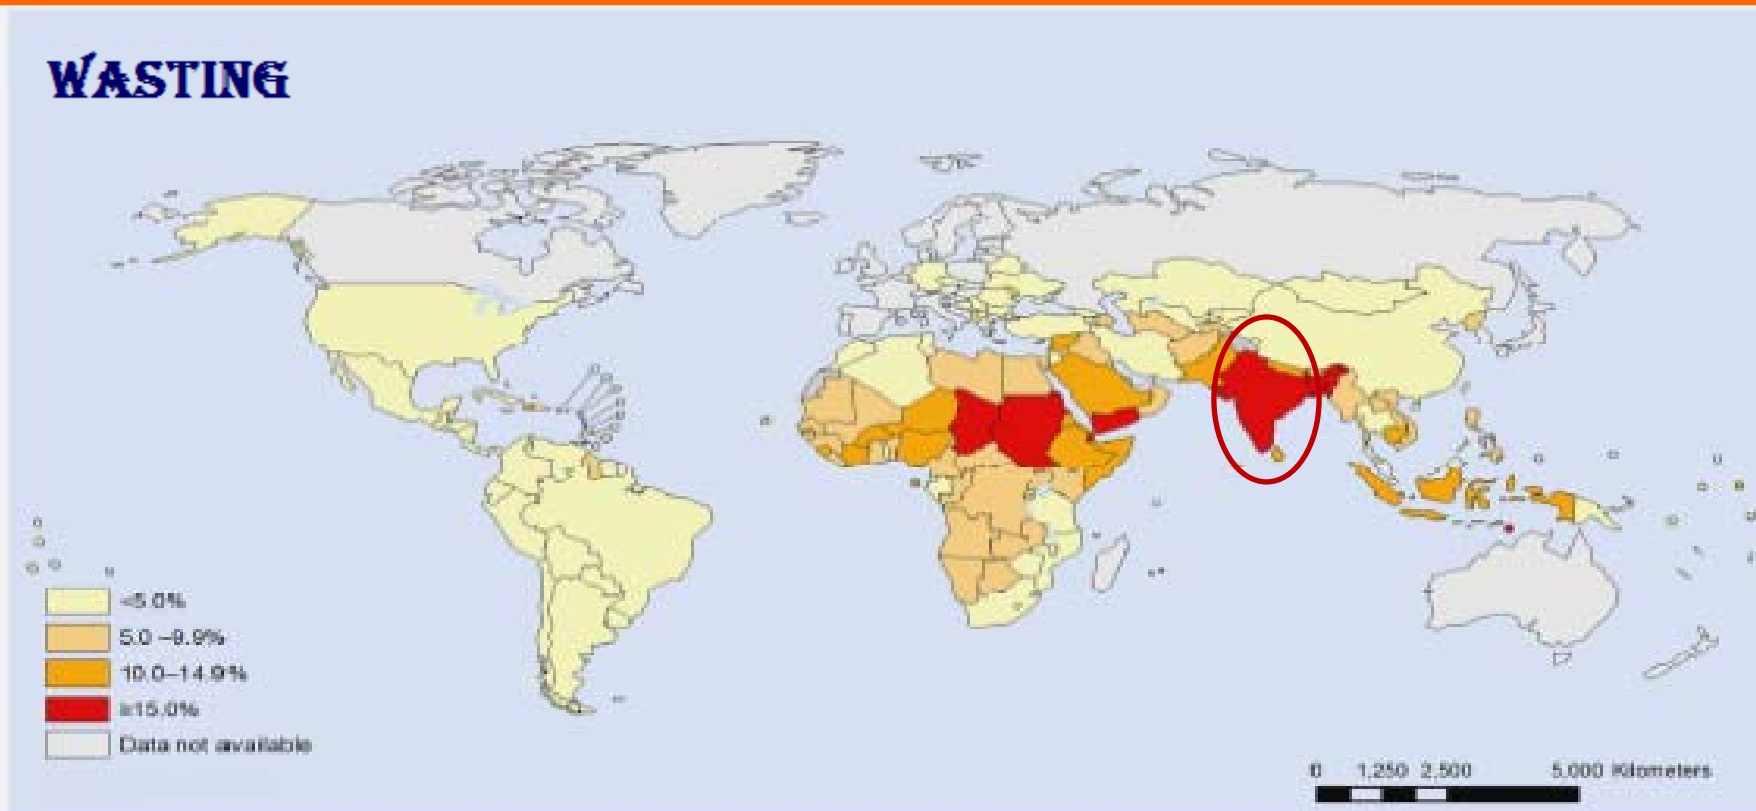 WASTING
<5.0%
5.0–9.9%
10.0–14.9%
≥15.0%
Data not available
0 1,250 2,500 5,000 Kilometers